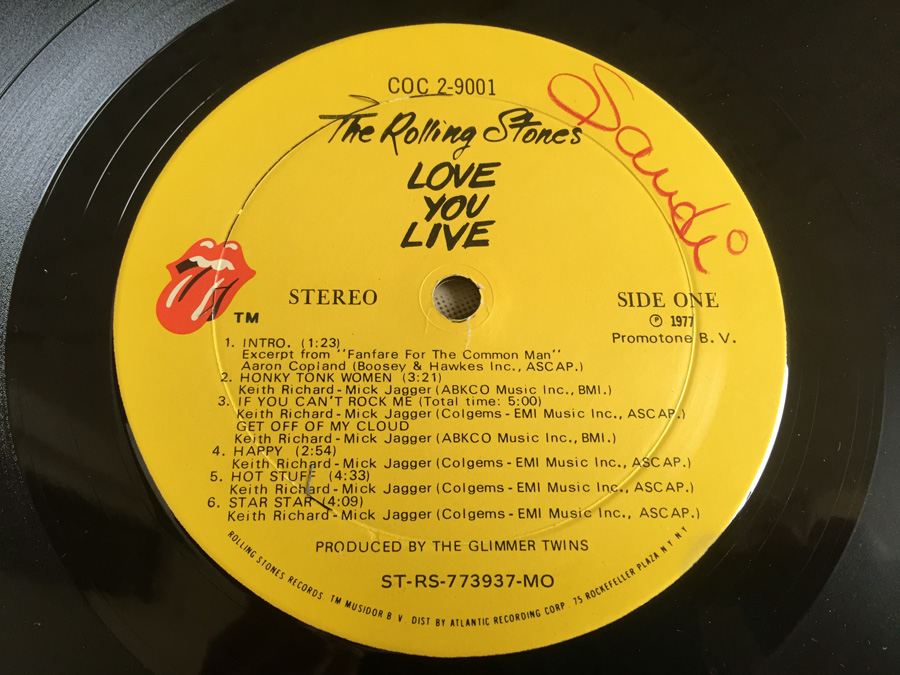 COC 2-9001
The Rolling Stones
LOVE
YOU
LIVE
Sandi
STEREO
SIDE ONE
℗ 1977
Promotone B. V.
TM
1. INTRO. (1:23)
Excerpt from "Fanfare For The Common Man"
Aaron Copland (Boosey & Hawkes Inc., ASCAP.)
2. HONKY TONK WOMEN (3:21)
Keith Richard - Mick Jagger (ABKCO Music Inc., BMI.)
3. IF YOU CAN'T ROCK ME (Total time: 5:00)
Keith Richard - Mick Jagger (Colgems - EMI Music Inc., ASCAP.)
GET OFF OF MY CLOUD
Keith Richard - Mick Jagger (ABKCO Music Inc., BMI.)
4. HAPPY (2:54)
Keith Richard - Mick Jagger (Colgems - EMI Music Inc., ASCAP.)
5. HOT STUFF (4:33)
Keith Richard - Mick Jagger (Colgems - EMI Music Inc., ASCAP.)
6. STAR STAR (4:09)
Keith Richard - Mick Jagger (Colgems - EMI Music Inc., ASCAP.)
PRODUCED BY THE GLIMMER TWINS
ST-RS-773937-MO
ROLLING STONES RECORDS. TM MUSIDOR B V. DIST BY ATLANTIC RECORDING CORP. 75 ROCKEFELLER PLAZA N Y N Y